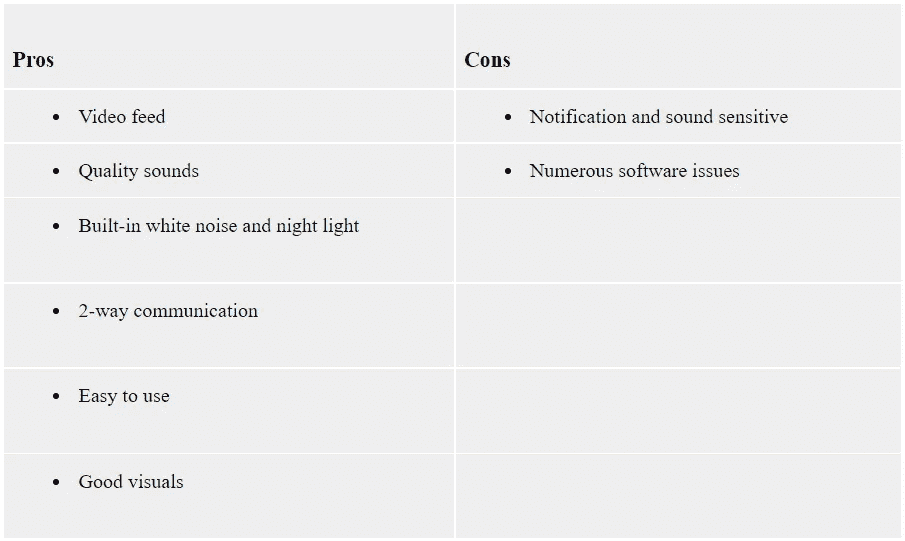 Pros
Cons
• Video feed
• Notification and sound sensitive
• Quality sounds
• Numerous software issues
• Built-in white noise and night light
• 2-way communication
• Easy to use
• Good visuals